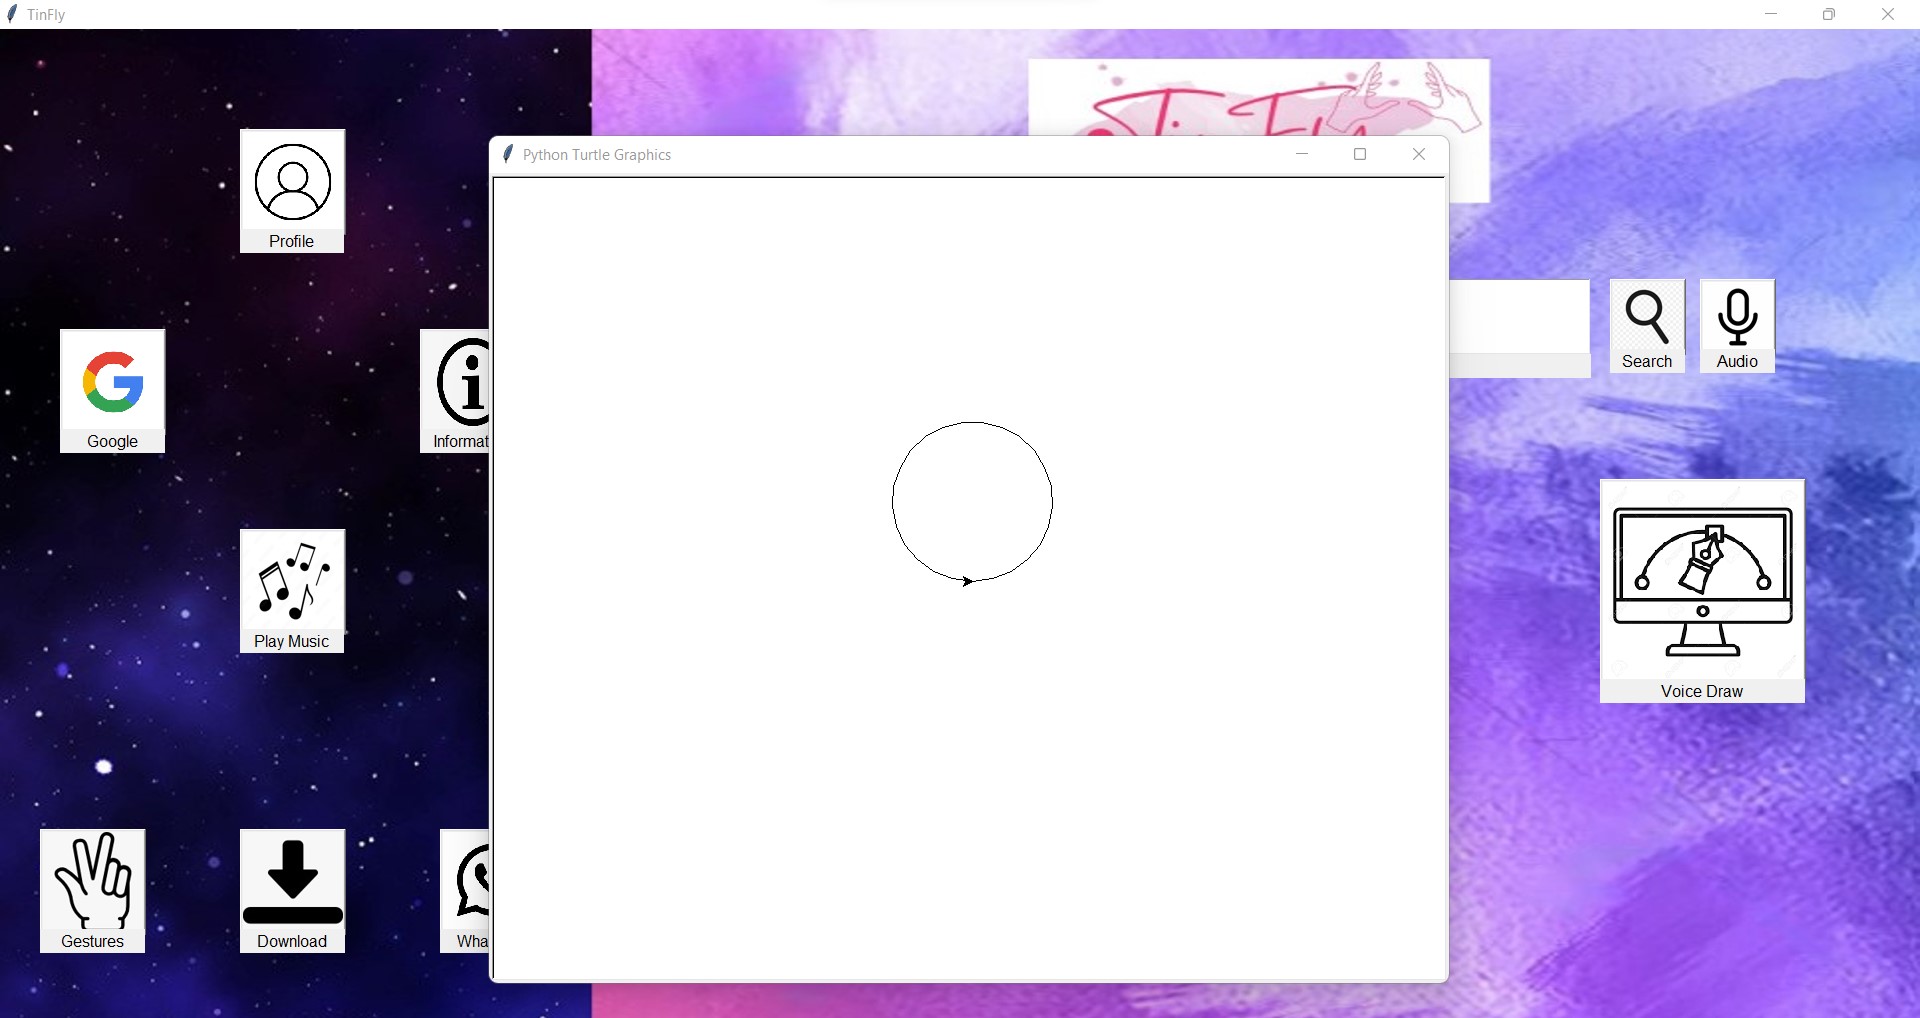 TinFly
Python Turtle Graphics
Profile
Search
Audio
Google
Informat
Play Music
Voice Draw
Gestures
Download
Wha